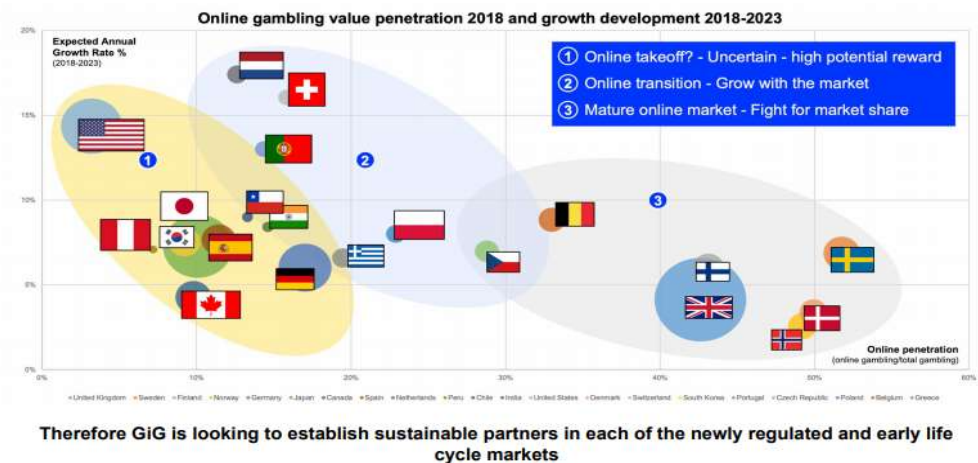 Online gambling value penetration 2018 and growth development 2018-2023
20%
Expected Annual
Growth Rate %
(2018-2023)
1 Online takeoff? - Uncertain - high potential reward
2 Online transition - Grow with the market
3 Mature online market - Fight for market share
15%
1
2
10%
3
5%
Online penetration
(online gambling/total gambling)
0%
0%
10%
20%
30%
40%
50%
60%
United Kingdom Sweden Finland Norway Germany Japan Canada Spain Netherlands Peru Chile India United States Denmark Switzerland South Korea Portugal Czech Republic Poland Belgium Greece
Therefore GiG is looking to establish sustainable partners in each of the newly regulated and early life
cycle markets